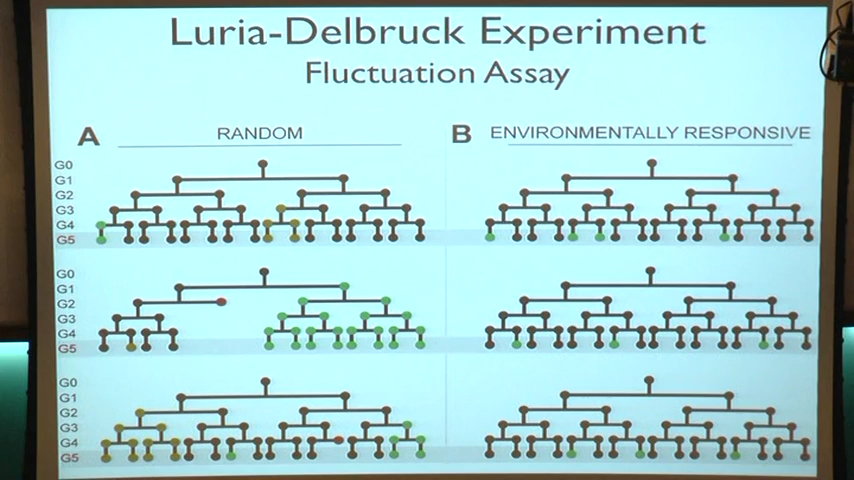 Luria-Delbruck Experiment
Fluctuation Assay
A RANDOM
B ENVIRONMENTALLY RESPONSIVE
G0
G1
G2
G3
G4
G5
G0
G1
G2
G3
G4
G5
G0
G1
G2
G3
G4
G5